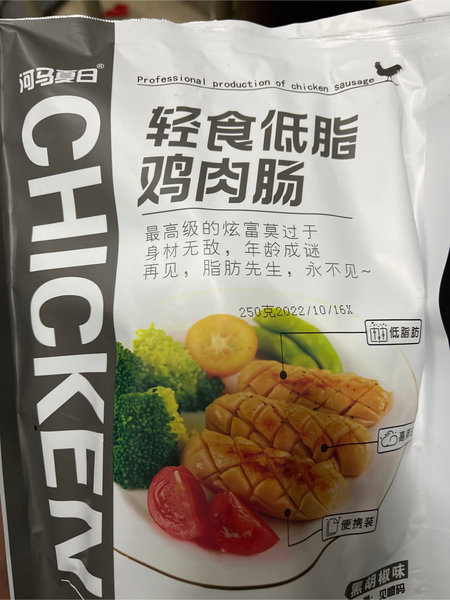 河马夏日®
Professional production of chicken sausage
CHICKEN
轻食低脂
鸡肉肠
最高级的炫富莫过于
身材无敌，年龄成谜
再见，脂肪先生，永不见~
250克2022/10/16X
低脂肪
便携装
黑胡椒味
见喷码